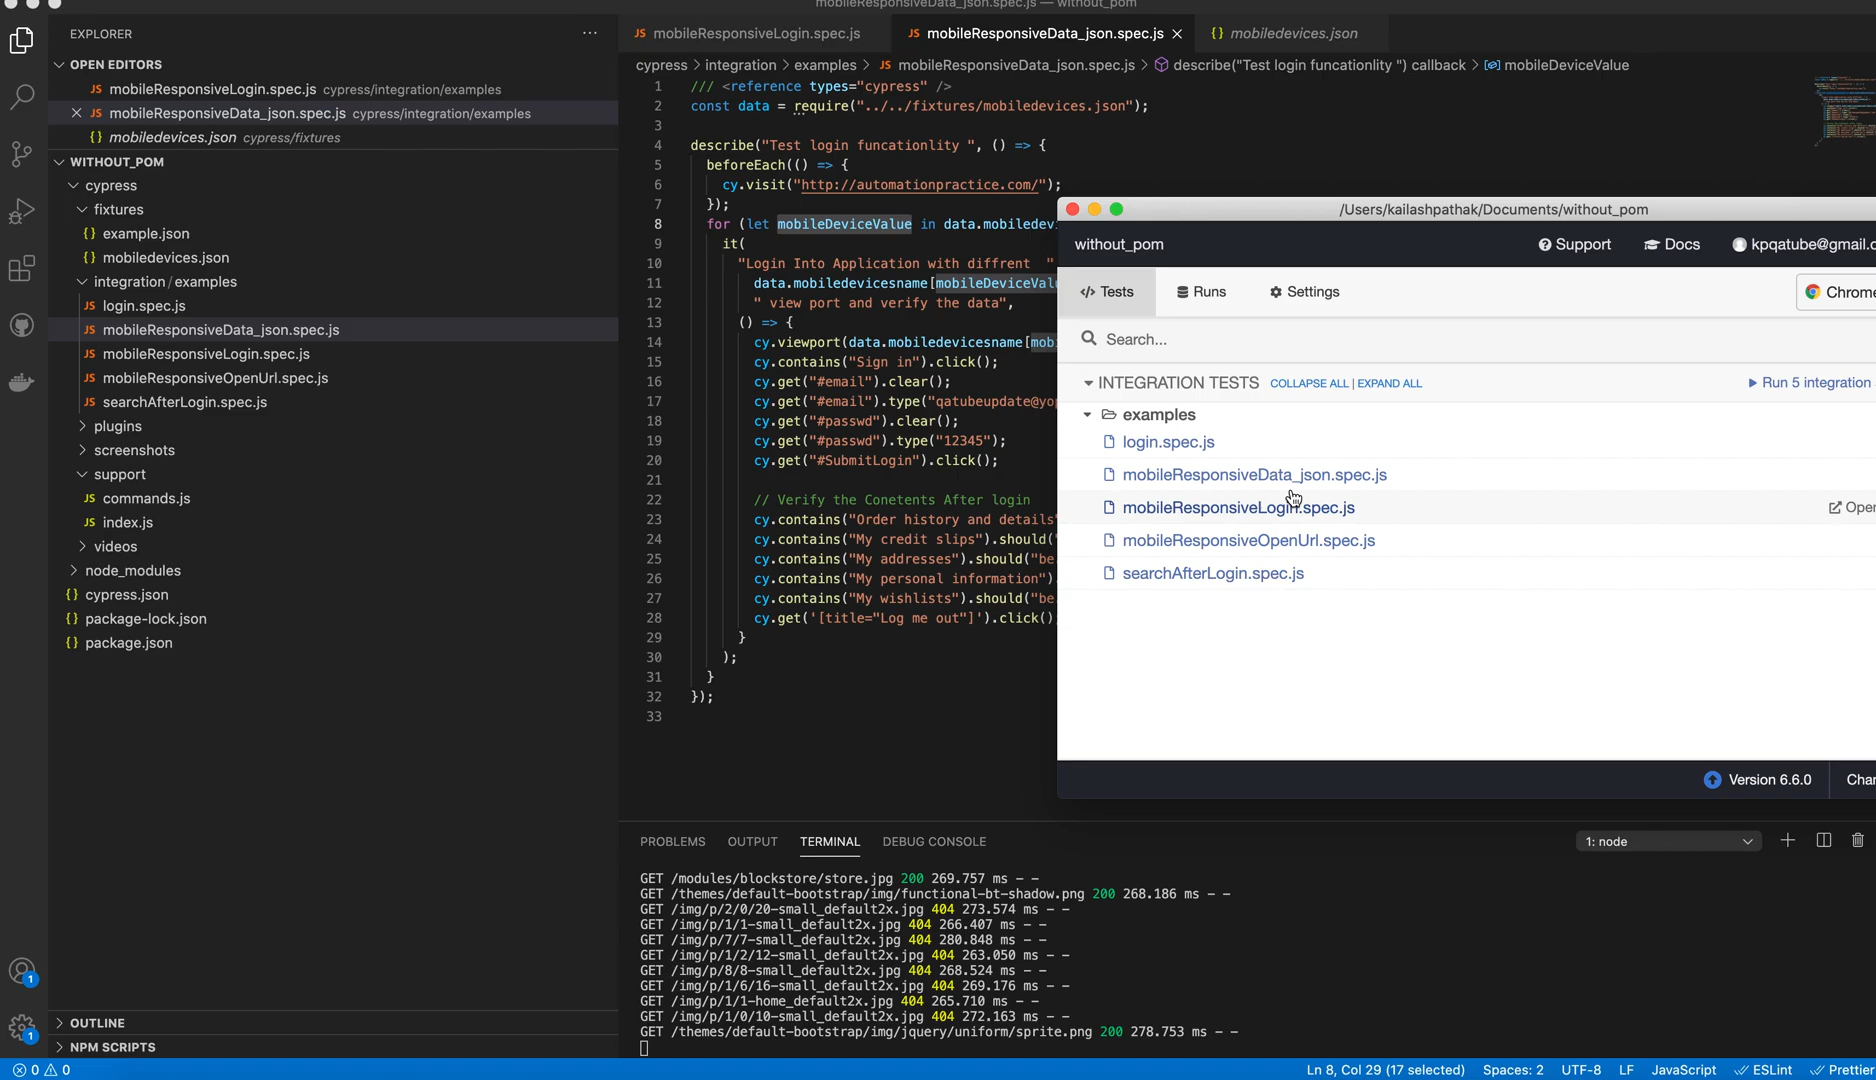 mobileResponsiveData_json.spec.js — without_pom
EXPLORER
···
OPEN EDITORS
JS mobileResponsiveLogin.spec.js cypress/integration/examples
JS mobileResponsiveData_json.spec.js cypress/integration/examples
{} mobiledevices.json cypress/fixtures
WITHOUT_POM
cypress
fixtures
{} example.json
{} mobiledevices.json
integration / examples
JS login.spec.js
JS mobileResponsiveData_json.spec.js
JS mobileResponsiveLogin.spec.js
JS mobileResponsiveOpenUrl.spec.js
JS searchAfterLogin.spec.js
plugins
screenshots
support
JS commands.js
JS index.js
videos
node_modules
{} cypress.json
{} package-lock.json
{} package.json
OUTLINE
NPM SCRIPTS
1
1
JS mobileResponsiveLogin.spec.js
JS mobileResponsiveData_json.spec.js
{} mobiledevices.json
cypress > integration > examples > JS mobileResponsiveData_json.spec.js > describe("Test login funcationlity ") callback > mobileDeviceValue
1 /// <reference types="cypress" />
2 const data = require("../../fixtures/mobiledevices.json");
3
4 describe("Test login funcationlity ", () => {
5 beforeEach(() => {
6 cy.visit("http://automationpractice.com/");
7 });
8 for (let mobileDeviceValue in data.mobiledevi
9 it(
10 "Login Into Application with diffrent "
11 data.mobiledevicesname[mobileDeviceValu
12 " view port and verify the data",
13 () => {
14 cy.viewport(data.mobiledevicesname[mobi
15 cy.contains("Sign in").click();
16 cy.get("#email").clear();
17 cy.get("#email").type("qatubeupdate@yop
18 cy.get("#passwd").clear();
19 cy.get("#passwd").type("12345");
20 cy.get("#SubmitLogin").click();
21
22 // Verify the Conetents After login
23 cy.contains("Order history and details"
24 cy.contains("My credit slips").should("
25 cy.contains("My addresses").should("be.
26 cy.contains("My personal information").
27 cy.contains("My wishlists").should("be.
28 cy.get('[title="Log me out"]').click()
29 }
30 );
31 }
32 });
33
/Users/kailashpathak/Documents/without_pom
without_pom
Support
Docs
kpqatube@gmail.c
Tests
Runs
Settings
Chrome
Search...
INTEGRATION TESTS COLLAPSE ALL | EXPAND ALL
Run 5 integration
examples
login.spec.js
mobileResponsiveData_json.spec.js
mobileResponsiveLogin.spec.js
Open
mobileResponsiveOpenUrl.spec.js
searchAfterLogin.spec.js
Version 6.6.0
Chan
PROBLEMS OUTPUT TERMINAL DEBUG CONSOLE
1: node
GET /modules/blockstore/store.jpg 200 269.757 ms - -
GET /themes/default-bootstrap/img/functional-bt-shadow.png 200 268.186 ms - -
GET /img/p/2/0/20-small_default2x.jpg 404 273.574 ms - -
GET /img/p/1/1-small_default2x.jpg 404 266.407 ms - -
GET /img/p/7/7-small_default2x.jpg 404 280.848 ms - -
GET /img/p/1/2/12-small_default2x.jpg 404 263.050 ms - -
GET /img/p/8/8-small_default2x.jpg 404 268.524 ms - -
GET /img/p/1/6/16-small_default2x.jpg 404 269.176 ms - -
GET /img/p/1/1-home_default2x.jpg 404 265.710 ms - -
GET /img/p/1/0/10-small_default2x.jpg 404 272.163 ms - -
GET /themes/default-bootstrap/img/jquery/uniform/sprite.png 200 278.753 ms - -
0 0
Ln 8, Col 29 (17 selected) Spaces: 2 UTF-8 LF JavaScript ESLint Prettier